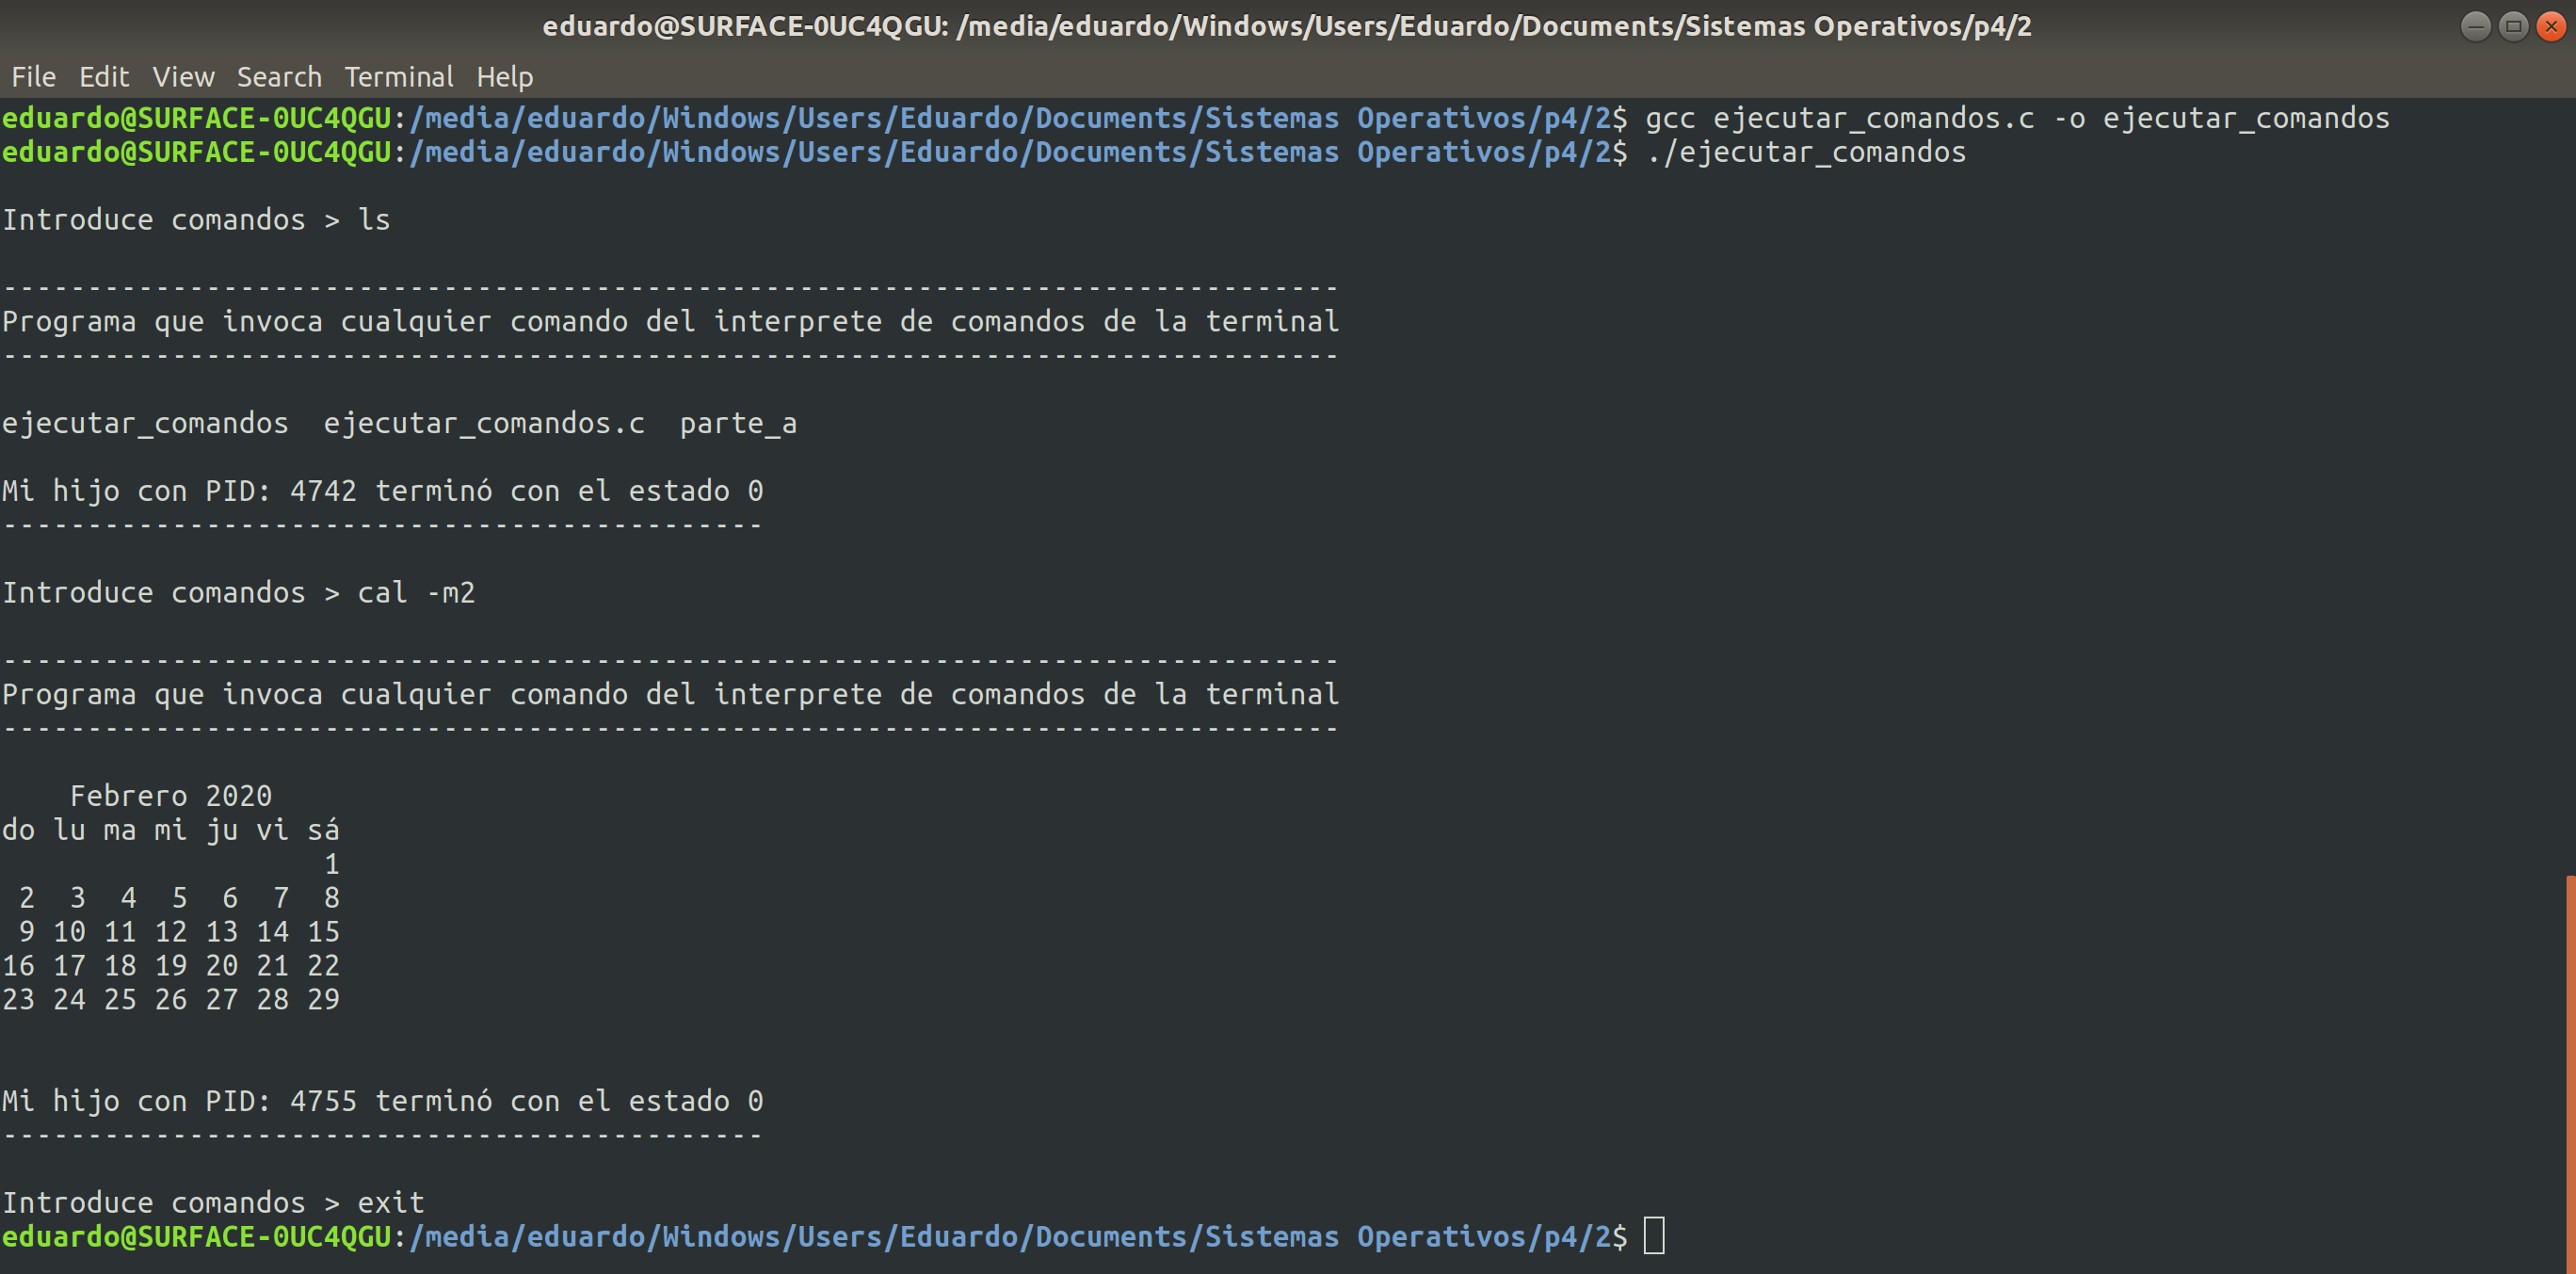 eduardo@SURFACE-0UC4QGU: /media/eduardo/Windows/Users/Eduardo/Documents/Sistemas Operativos/p4/2
File Edit View Search Terminal Help
eduardo@SURFACE-0UC4QGU:/media/eduardo/Windows/Users/Eduardo/Documents/Sistemas Operativos/p4/2$ gcc ejecutar_comandos.c -o ejecutar_comandos
eduardo@SURFACE-0UC4QGU:/media/eduardo/Windows/Users/Eduardo/Documents/Sistemas Operativos/p4/2$ ./ejecutar_comandos
Introduce comandos > ls
-------------------------------------------------------------------------------
Programa que invoca cualquier comando del interprete de comandos de la terminal
-------------------------------------------------------------------------------
ejecutar_comandos  ejecutar_comandos.c  parte_a
Mi hijo con PID: 4742 terminó con el estado 0
---------------------------------------------
Introduce comandos > cal -m2
-------------------------------------------------------------------------------
Programa que invoca cualquier comando del interprete de comandos de la terminal
-------------------------------------------------------------------------------
    Febrero 2020
do lu ma mi ju vi sá
                   1
 2  3  4  5  6  7  8
 9 10 11 12 13 14 15
16 17 18 19 20 21 22
23 24 25 26 27 28 29
Mi hijo con PID: 4755 terminó con el estado 0
---------------------------------------------
Introduce comandos > exit
eduardo@SURFACE-0UC4QGU:/media/eduardo/Windows/Users/Eduardo/Documents/Sistemas Operativos/p4/2$